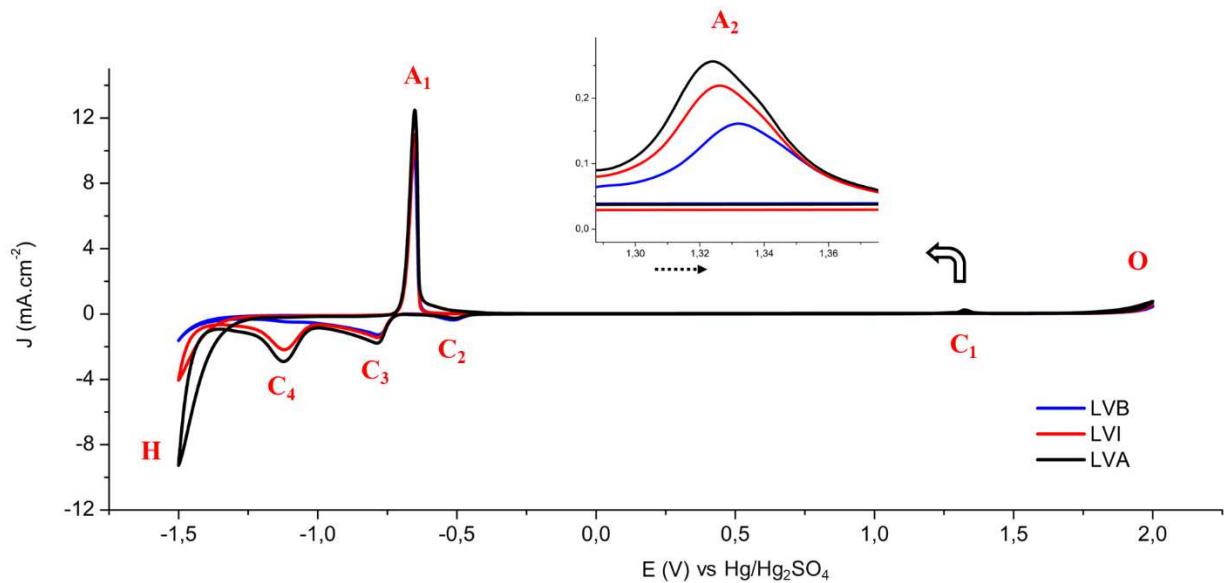 A₂
A₁
0,2
0,1
0,0
1,30 1,32 1,34 1,36
12
8
4
0
-4
-8
-12
J (mA.cm⁻²)
O
C₁
C₂
C₃
C₄
H
LVB
LVI
LVA
-1,5 -1,0 -0,5 0,0 0,5 1,0 1,5 2,0
E (V) vs Hg/Hg₂SO₄